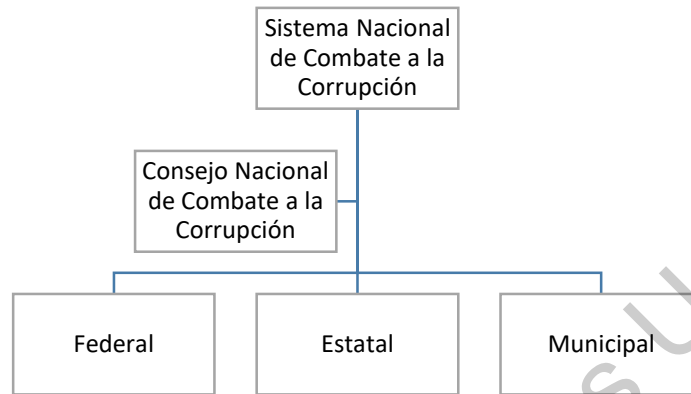 Sistema Nacional
de Combate a la
Corrupción
Consejo Nacional
de Combate a la
Corrupción
Federal
Estatal
Municipal
s U